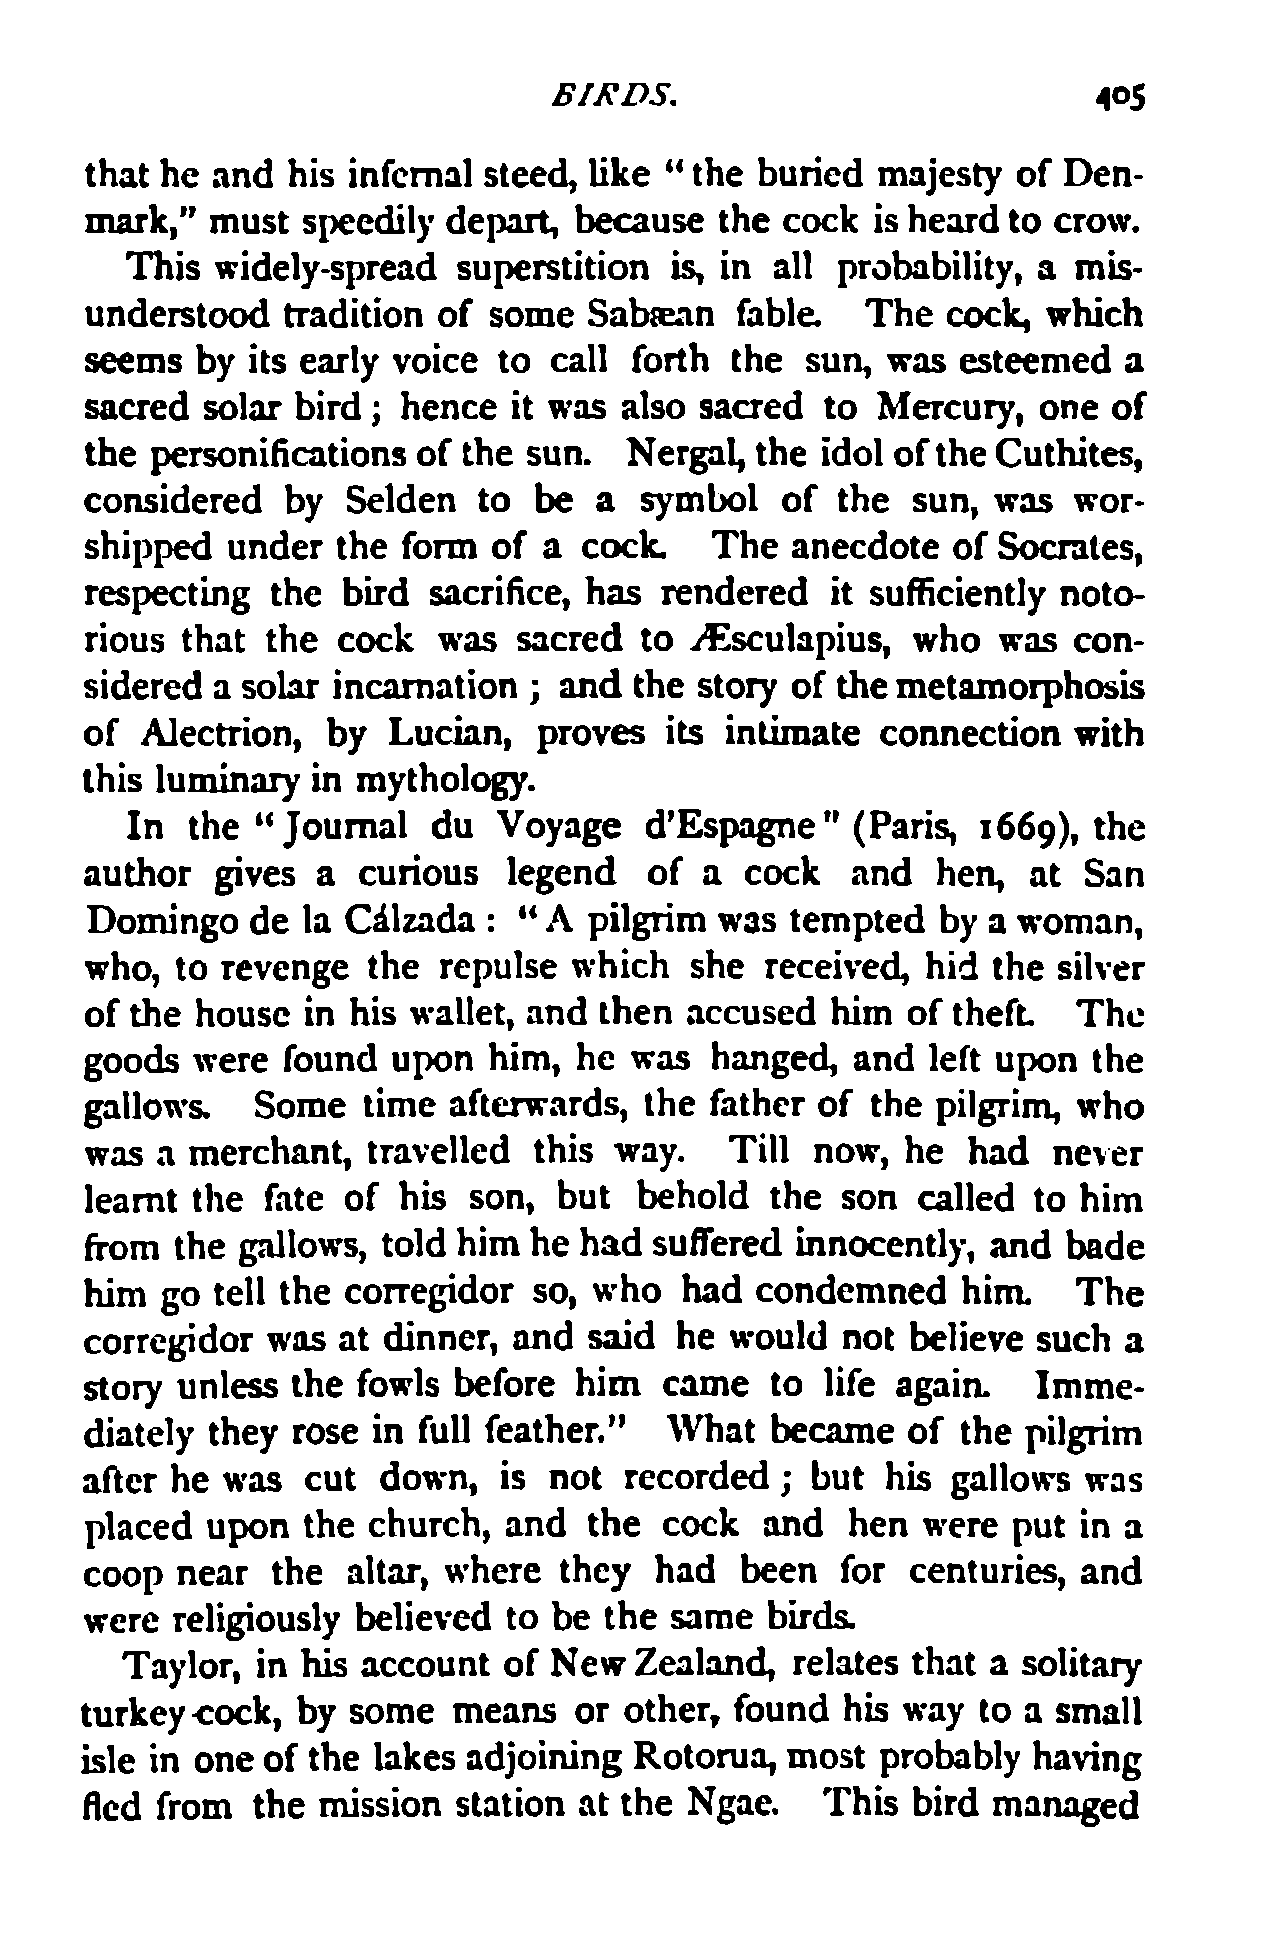 BIRDS. 405
that he and his infernal steed, like "the buried majesty of Den-
mark," must speedily depart, because the cock is heard to crow.
This widely-spread superstition is, in all probability, a mis-
understood tradition of some Sabæan fable. The cock, which
seems by its early voice to call forth the sun, was esteemed a
sacred solar bird; hence it was also sacred to Mercury, one of
the personifications of the sun. Nergal, the idol of the Cuthites,
considered by Selden to be a symbol of the sun, was wor-
shipped under the form of a cock. The anecdote of Socrates,
respecting the bird sacrifice, has rendered it sufficiently noto-
rious that the cock was sacred to Æsculapius, who was con-
sidered a solar incarnation; and the story of the metamorphosis
of Alectrion, by Lucian, proves its intimate connection with
this luminary in mythology.
In the "Journal du Voyage d'Espagne" (Paris, 1669), the
author gives a curious legend of a cock and hen, at San
Domingo de la Cálzada: "A pilgrim was tempted by a woman,
who, to revenge the repulse which she received, hid the silver
of the house in his wallet, and then accused him of theft. The
goods were found upon him, he was hanged, and left upon the
gallows. Some time afterwards, the father of the pilgrim, who
was a merchant, travelled this way. Till now, he had never
learnt the fate of his son, but behold the son called to him
from the gallows, told him he had suffered innocently, and bade
him go tell the corregidor so, who had condemned him. The
corregidor was at dinner, and said he would not believe such a
story unless the fowls before him came to life again. Imme-
diately they rose in full feather." What became of the pilgrim
after he was cut down, is not recorded; but his gallows was
placed upon the church, and the cock and hen were put in a
coop near the altar, where they had been for centuries, and
were religiously believed to be the same birds.
Taylor, in his account of New Zealand, relates that a solitary
turkey-cock, by some means or other, found his way to a small
isle in one of the lakes adjoining Rotorua, most probably having
fled from the mission station at the Ngae. This bird managed